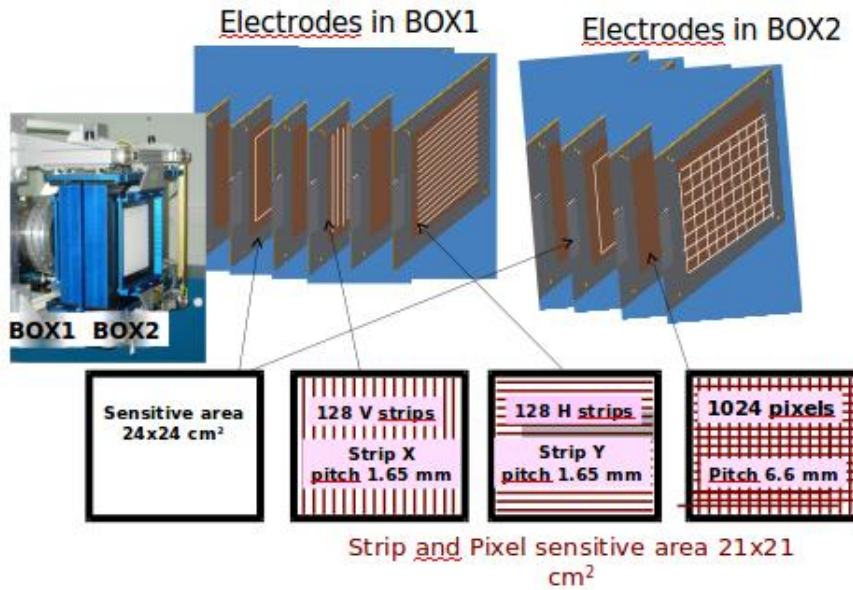 Electrodes in BOX1
Electrodes in BOX2
BOX1 BOX2
Sensitive area
24x24 cm²
128 V strips
Strip X
pitch 1.65 mm
128 H strips
Strip Y
pitch 1.65 mm
1024 pixels
Pitch 6.6 mm
Strip and Pixel sensitive area 21x21
cm²